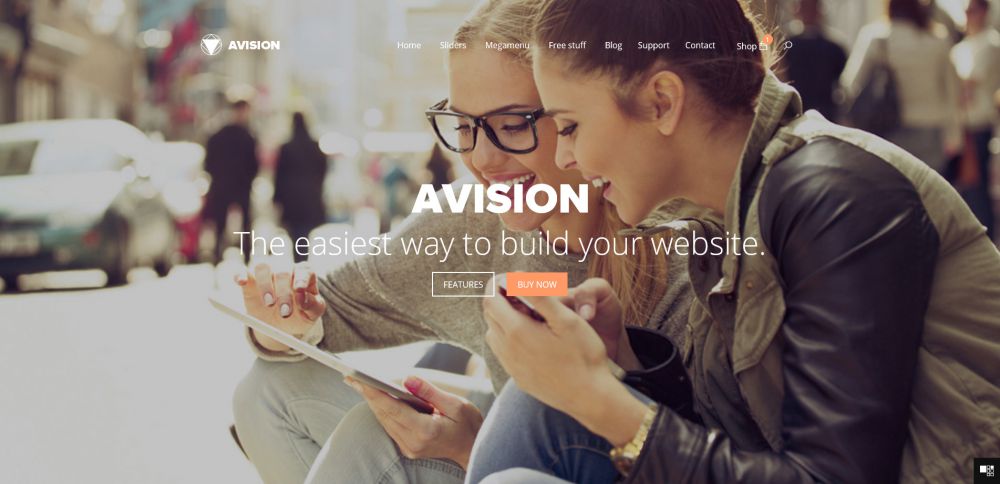 AVISION
Home Sliders Megamenu Free stuff Blog Support Contact Shop
AVISION
The easiest way to build your website.
FEATURES BUY NOW